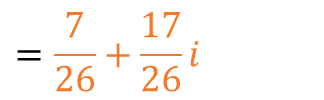 = 7/26 + 17/26 i